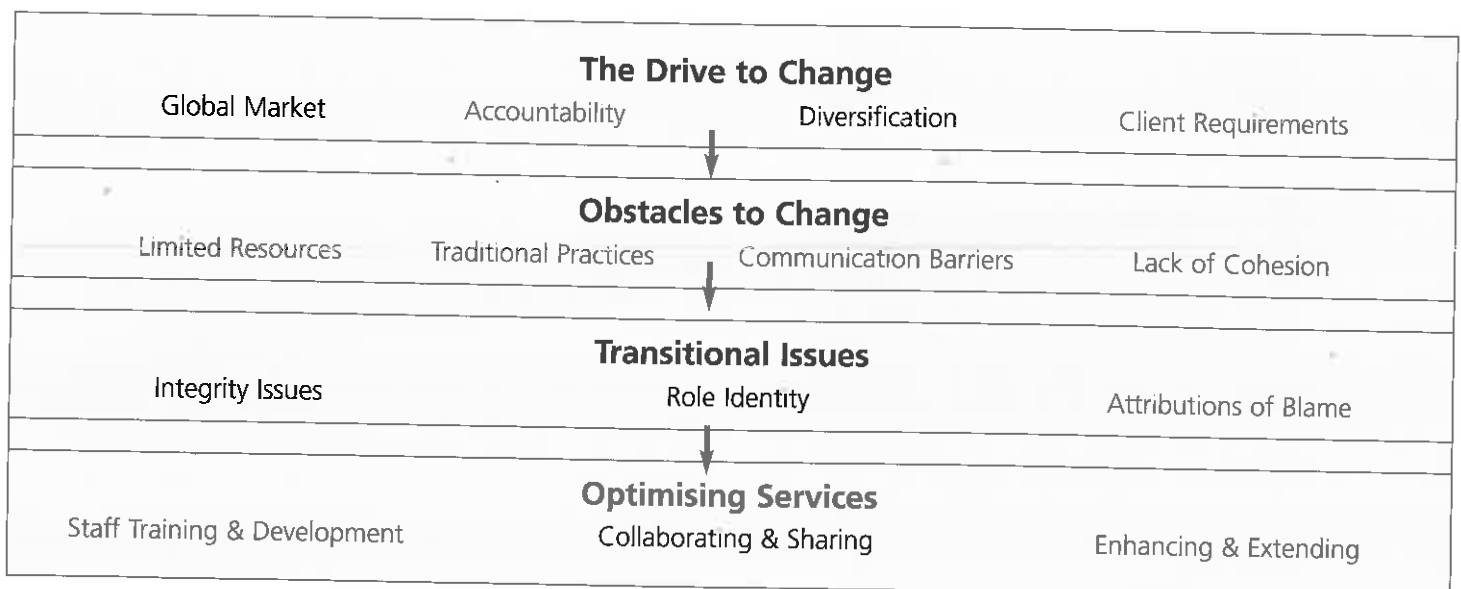 The Drive to Change
Global Market Accountability Diversification Client Requirements
Obstacles to Change
Limited Resources Traditional Practices Communication Barriers Lack of Cohesion
Transitional Issues
Integrity Issues Role Identity Attributions of Blame
Optimising Services
Staff Training & Development Collaborating & Sharing Enhancing & Extending